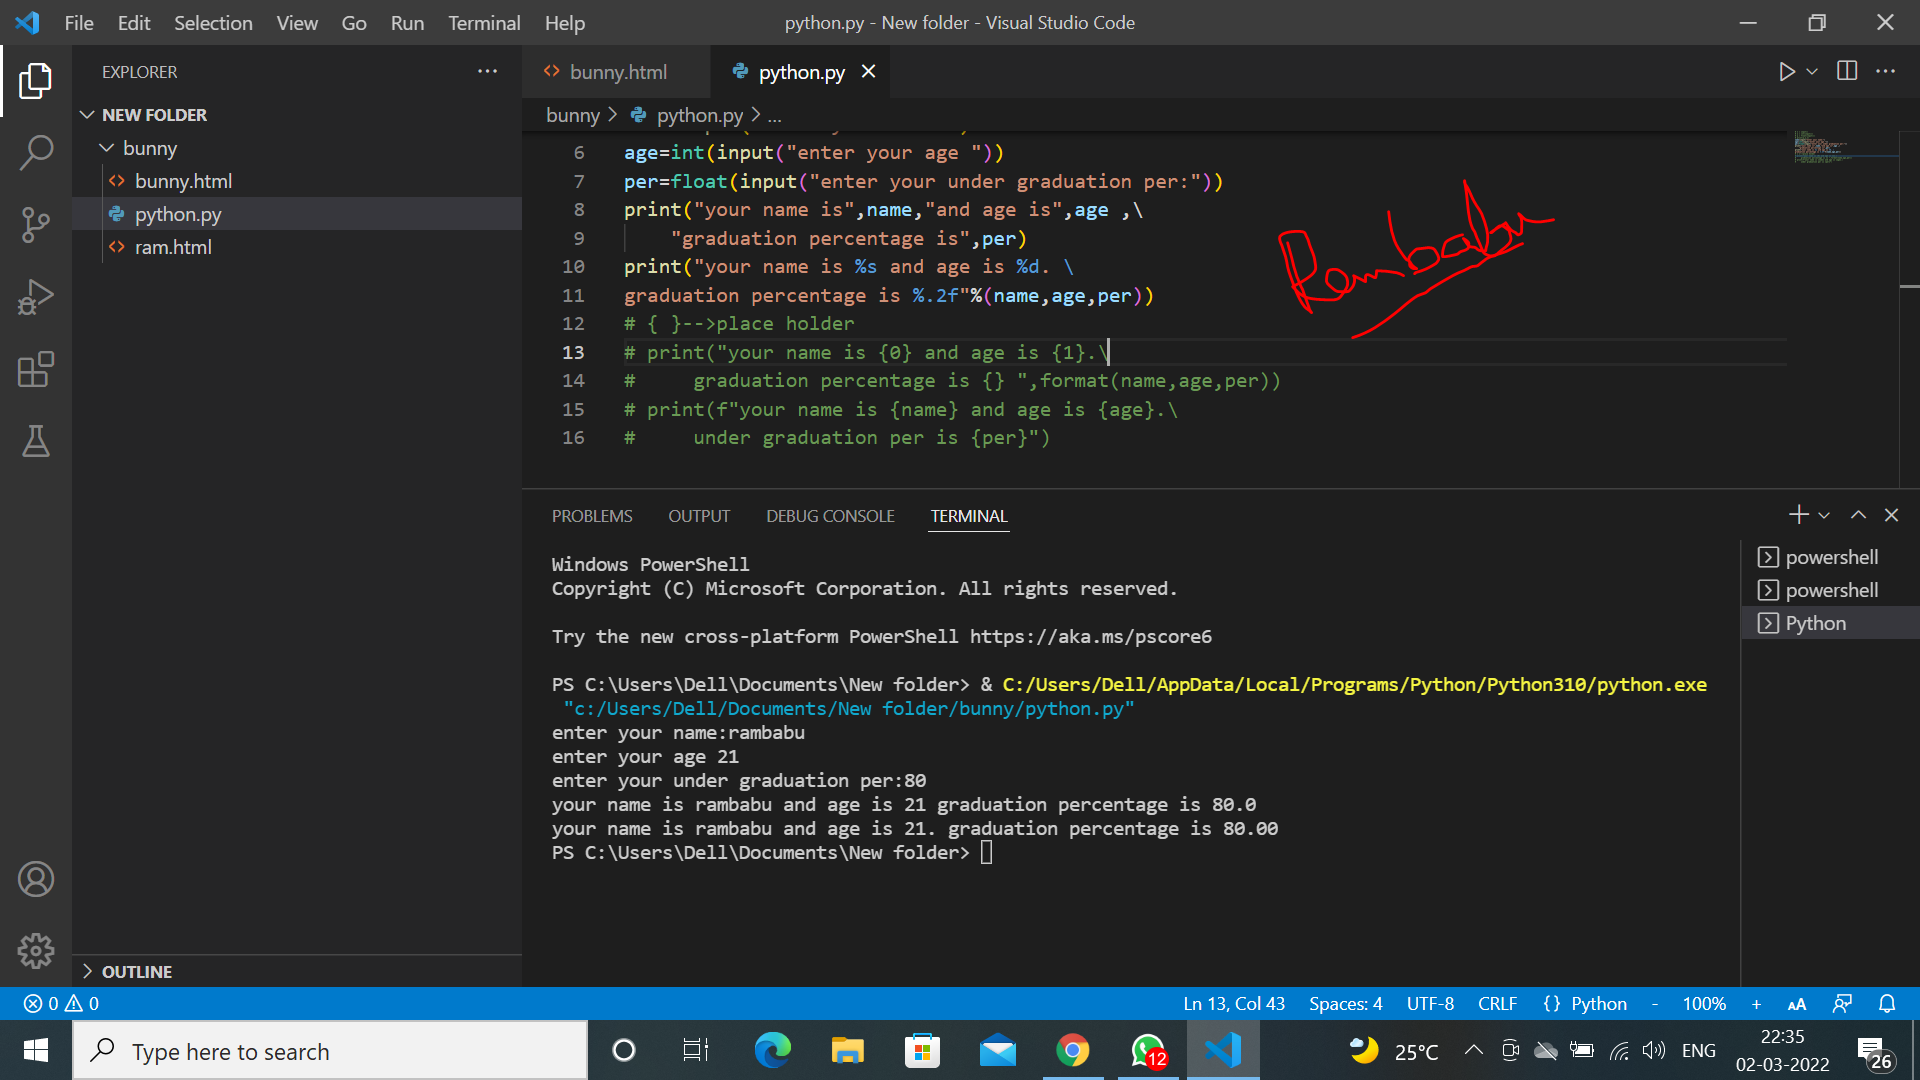 File Edit Selection View Go Run Terminal Help
python.py - New folder - Visual Studio Code
EXPLORER
NEW FOLDER
bunny
bunny.html
python.py
ram.html
OUTLINE
bunny.html
python.py
bunny > python.py > ...
6 age=int(input("enter your age "))
7 per=float(input("enter your under graduation per:"))
8 print("your name is",name,"and age is",age ,\
9 "graduation percentage is",per)
10 print("your name is %s and age is %d. \
11 graduation percentage is %.2f"%(name,age,per))
12 # { }-->place holder
13 # print("your name is {0} and age is {1}.\
14 #     graduation percentage is {} ",format(name,age,per))
15 # print(f"your name is {name} and age is {age}.\
16 #     under graduation per is {per}")
Rambabu
PROBLEMS OUTPUT DEBUG CONSOLE TERMINAL
Windows PowerShell
Copyright (C) Microsoft Corporation. All rights reserved.
Try the new cross-platform PowerShell https://aka.ms/pscore6
PS C:\Users\Dell\Documents\New folder> & C:/Users/Dell/AppData/Local/Programs/Python/Python310/python.exe
"c:/Users/Dell/Documents/New folder/bunny/python.py"
enter your name:rambabu
enter your age 21
enter your under graduation per:80
your name is rambabu and age is 21 graduation percentage is 80.0
your name is rambabu and age is 21. graduation percentage is 80.00
PS C:\Users\Dell\Documents\New folder>
powershell
powershell
Python
0 0
Ln 13, Col 43 Spaces: 4 UTF-8 CRLF {} Python - 100% + AA
Type here to search
12
25°C
ENG
22:35
02-03-2022
26